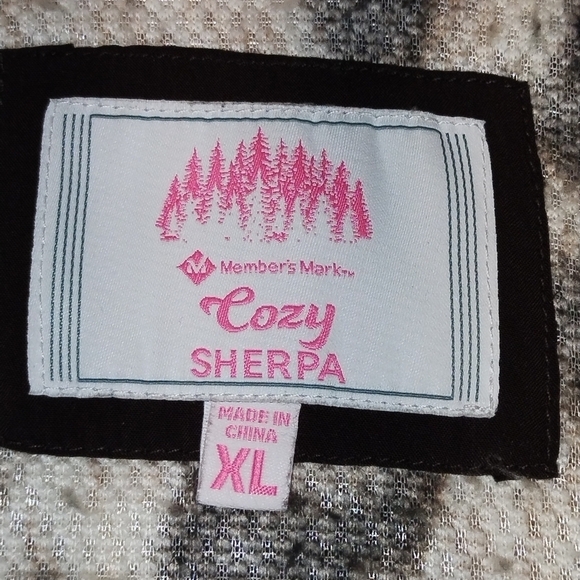 M Member's Mark™
Cozy
SHERPA
MADE IN
CHINA
XL